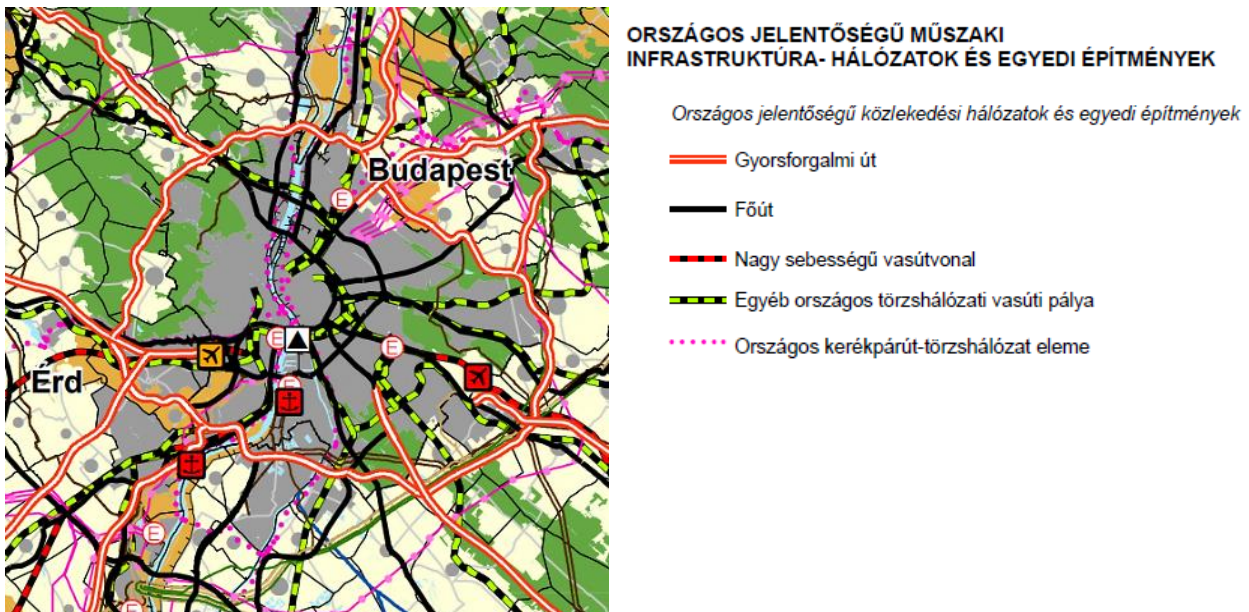 Budapest
Érd
E
E
E
E
E
E
ORSZÁGOS JELENTŐSÉGŰ MŰSZAKI
INFRASTRUKTÚRA- HÁLÓZATOK ÉS EGYEDI ÉPÍTMÉNYEK
Országos jelentőségű közlekedési hálózatok és egyedi építmények
Gyorsforgalmi út
Főút
Nagy sebességű vasútvonal
Egyéb országos törzshálózati vasúti pálya
Országos kerékpárút-törzshálózat eleme